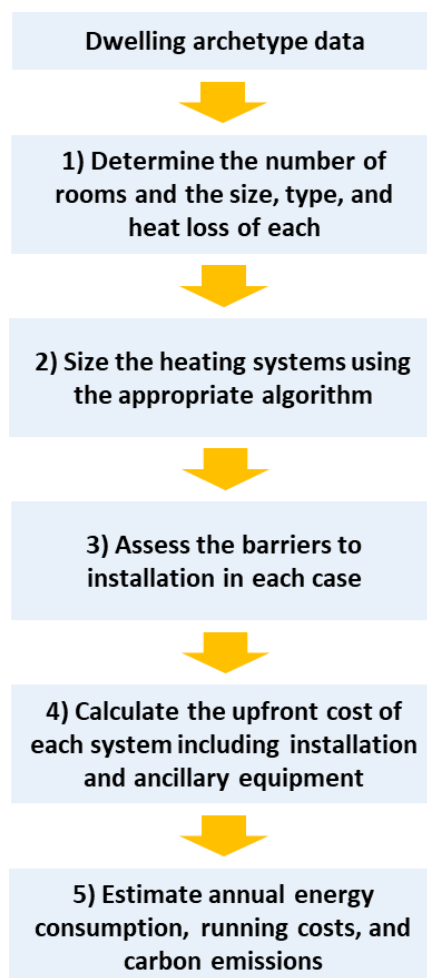 Dwelling archetype data
1) Determine the number of
rooms and the size, type, and
heat loss of each
2) Size the heating systems using
the appropriate algorithm
3) Assess the barriers to
installation in each case
4) Calculate the upfront cost of
each system including installation
and ancillary equipment
5) Estimate annual energy
consumption, running costs, and
carbon emissions